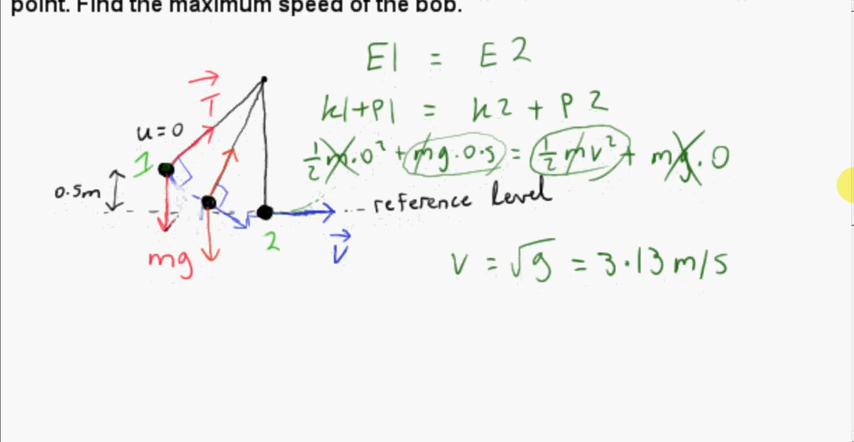 point. Find the maximum speed of the bob.
E1 = E2
T
k1+P1 = k2 + P2
u=0
1
½m.0² + mg.0.5 = ½mv² + mg.0
0.5m
reference level
2
mg
V
v = √g = 3.13 m/s